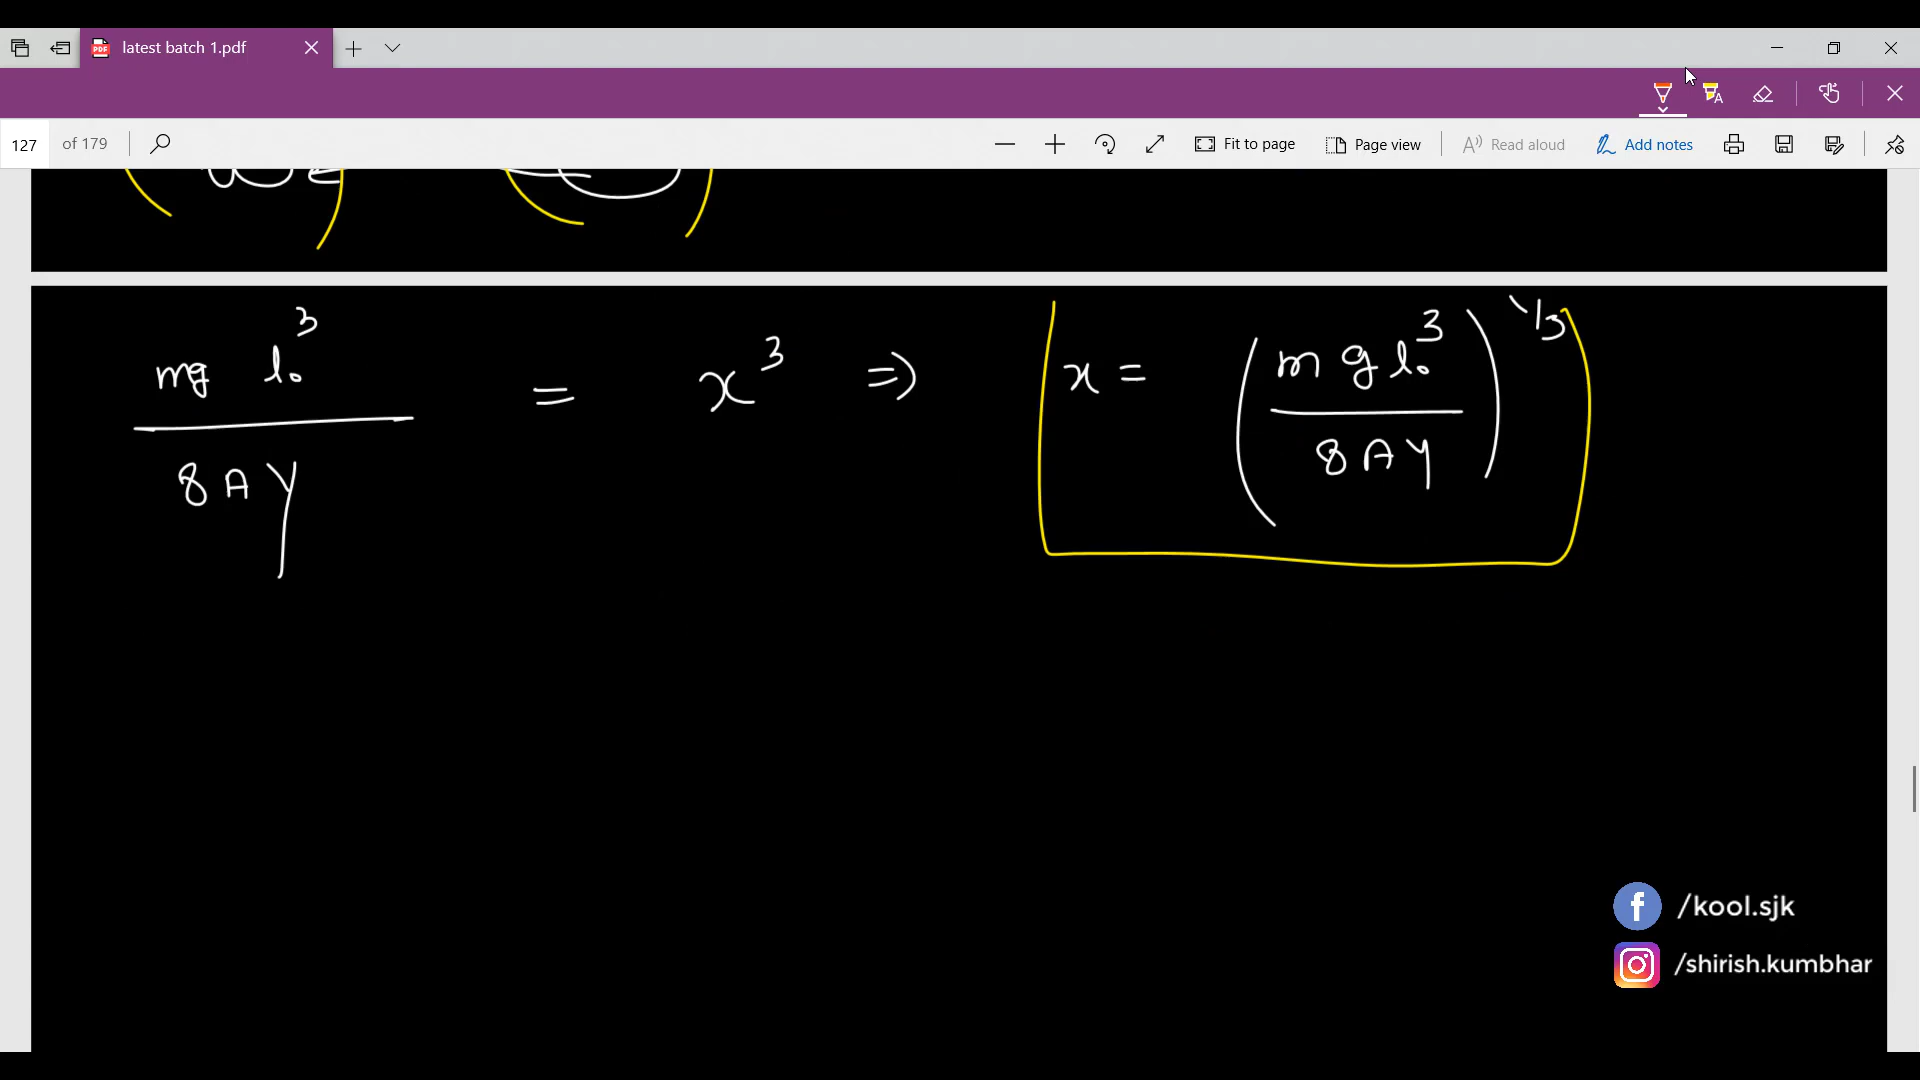 latest batch 1.pdf
127 of 179 Fit to page Page view Read aloud Add notes
mg l₀³ / 8AY = x³ ⇒ x = (m g l₀³ / 8AY)^1/3
/kool.sjk
/shirish.kumbhar